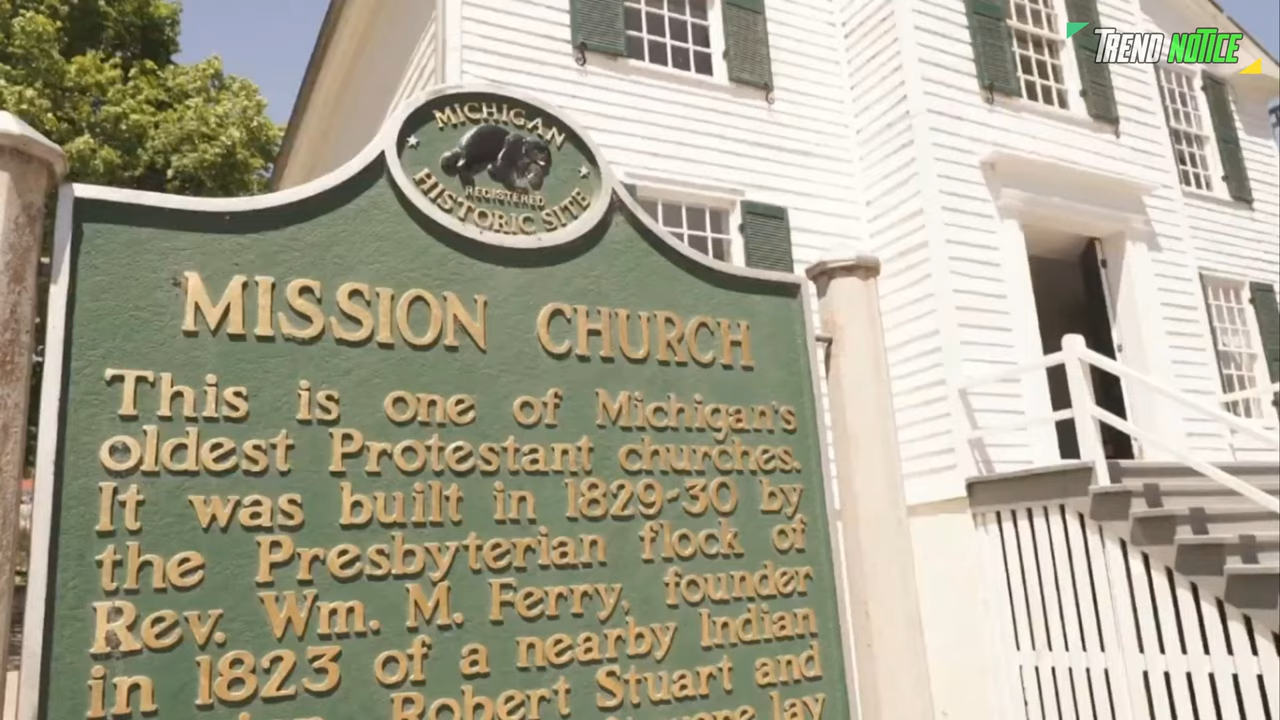 TREND NOTICE
MICHIGAN
REGISTERED
HISTORIC SITE
MISSION CHURCH
This is one of Michigan's
oldest Protestant churches.
It was built in 1829-30 by
the Presbyterian flock of
Rev. Wm. M. Ferry, founder
in 1823 of a nearby Indian
Robert Stuart and
lay